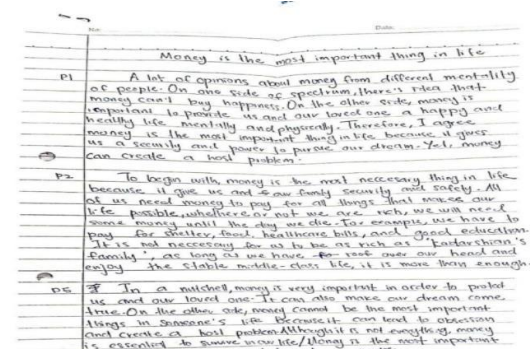 No:
Date:
Money is the most important thing in life
P1 A lot of opinions about money from different mentality
of people. On one side of spectrum, there's idea that
money can't buy happiness. On the other side, money is
important to provide us and our loved one a happy and
healthy life mentally and physically. Therefore, I agree
money is the most important thing in life because it gives
us a security and power to pursue our dream. Yet, money
can create a host problem.
P2 To begin with, money is the most neccesary thing in life
because it give us and our family security and safety. All
of us need money to pay for all things that makes our
life possible, whethere or not we are rich, we will need
some money until the day we die. For example, we have to
pay for shelter, food, healthcare bills, and good education.
It is not neccesary for us to be as rich as "kadarshian's
family", as long as we have roof over our head and
enjoy the stable middle-class life, it is more than enough.
P5 In a nutshell, money is very important in order to protect
us and our loved one. It can also make our dream come
true. On the other side, money cannot be the most important
things in someone's life because it can lead to obsession
and create a host problem. Although it is not everything, money
is essential to survive in our life / Money is the most important